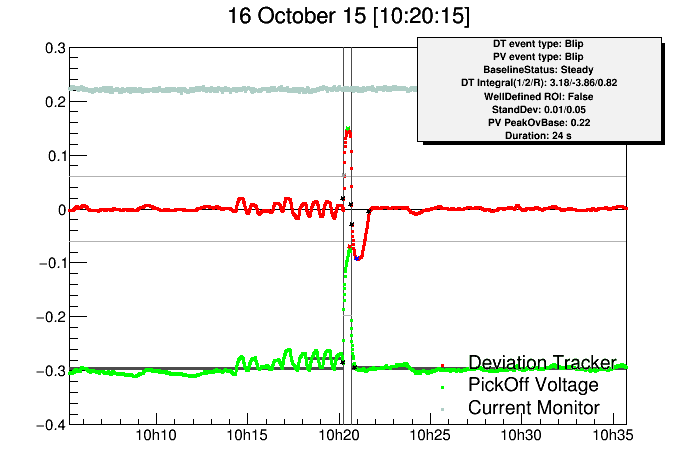 16 October 15 [10:20:15]
0.3
DT event type: Blip
PV event type: Blip
BaselineStatus: Steady
DT Integral(1/2/R): 3.18/-3.86/0.82
WellDefined ROI: False
StandDev: 0.01/0.05
PV PeakOvBase: 0.22
Duration: 24 s
0.2
0.1
0
−0.1
−0.2
−0.3
−0.4
Deviation Tracker
PickOff Voltage
Current Monitor
10h10 10h15 10h20 10h25 10h30 10h35